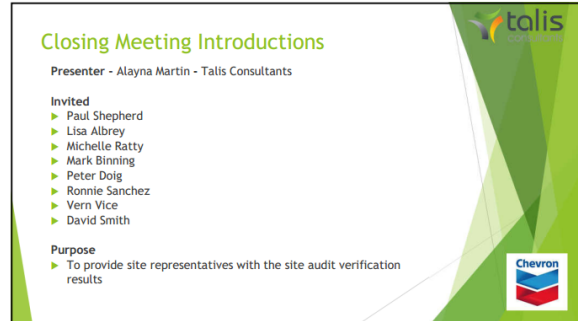 talis
consultants
Closing Meeting Introductions
Presenter - Alayna Martin - Talis Consultants
Invited
Paul Shepherd
Lisa Albrey
Michelle Ratty
Mark Binning
Peter Doig
Ronnie Sanchez
Vern Vice
David Smith
Purpose
To provide site representatives with the site audit verification
results
Chevron